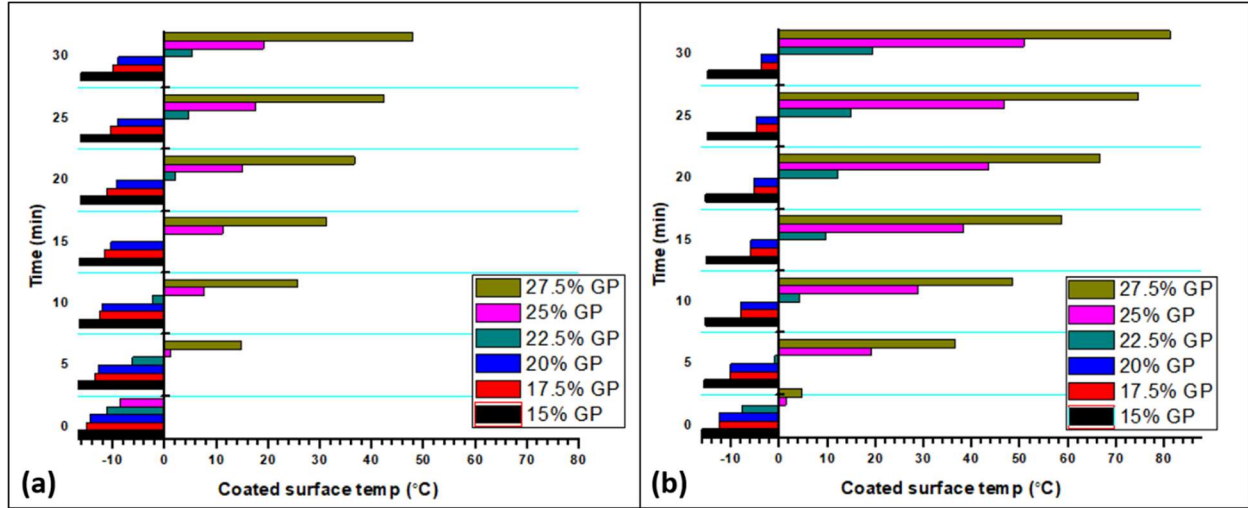 30
25
20
15
10
5
0
Time (min)
-10 0 10 20 30 40 50 60 70 80
Coated surface temp (°C)
27.5% GP
25% GP
22.5% GP
20% GP
17.5% GP
15% GP
(a)
30
25
20
15
10
5
0
Time (min)
-10 0 10 20 30 40 50 60 70 80
Coated surface temp (°C)
27.5% GP
25% GP
22.5% GP
20% GP
17.5% GP
15% GP
(b)